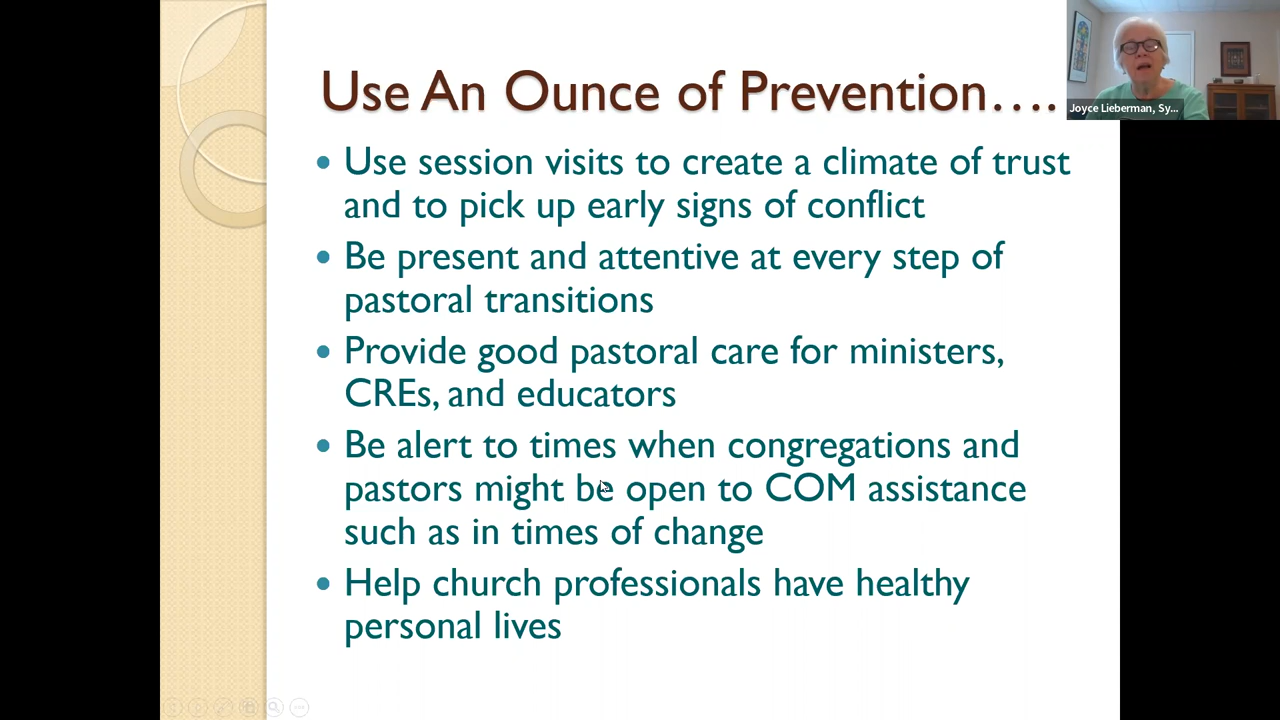 Use An Ounce of Prevention….
Joyce Lieberman, Sy...
• Use session visits to create a climate of trust
and to pick up early signs of conflict
• Be present and attentive at every step of
pastoral transitions
• Provide good pastoral care for ministers,
CREs, and educators
• Be alert to times when congregations and
pastors might be open to COM assistance
such as in times of change
• Help church professionals have healthy
personal lives